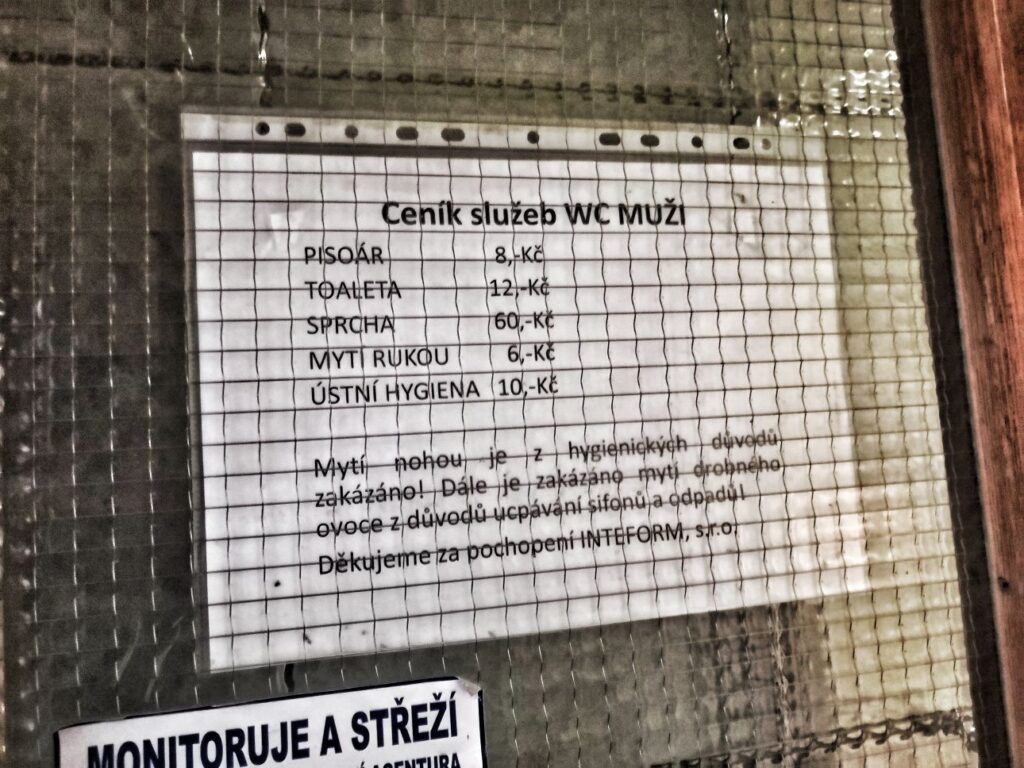 Ceník služeb WC MUŽI
PISOÁR 8,-Kč
TOALETA 12,-Kč
SPRCHA 60,-Kč
MYTÍ RUKOU 6,-Kč
ÚSTNÍ HYGIENA 10,-Kč
Mytí nohou je z hygienických důvodů
zakázáno! Dále je zakázáno mytí drobného
ovoce z důvodů ucpávání sifonů a odpadů!
Děkujeme za pochopení INTEFORM, s.r.o.
MONITORUJE A STŘEŽÍ
AGENTURA